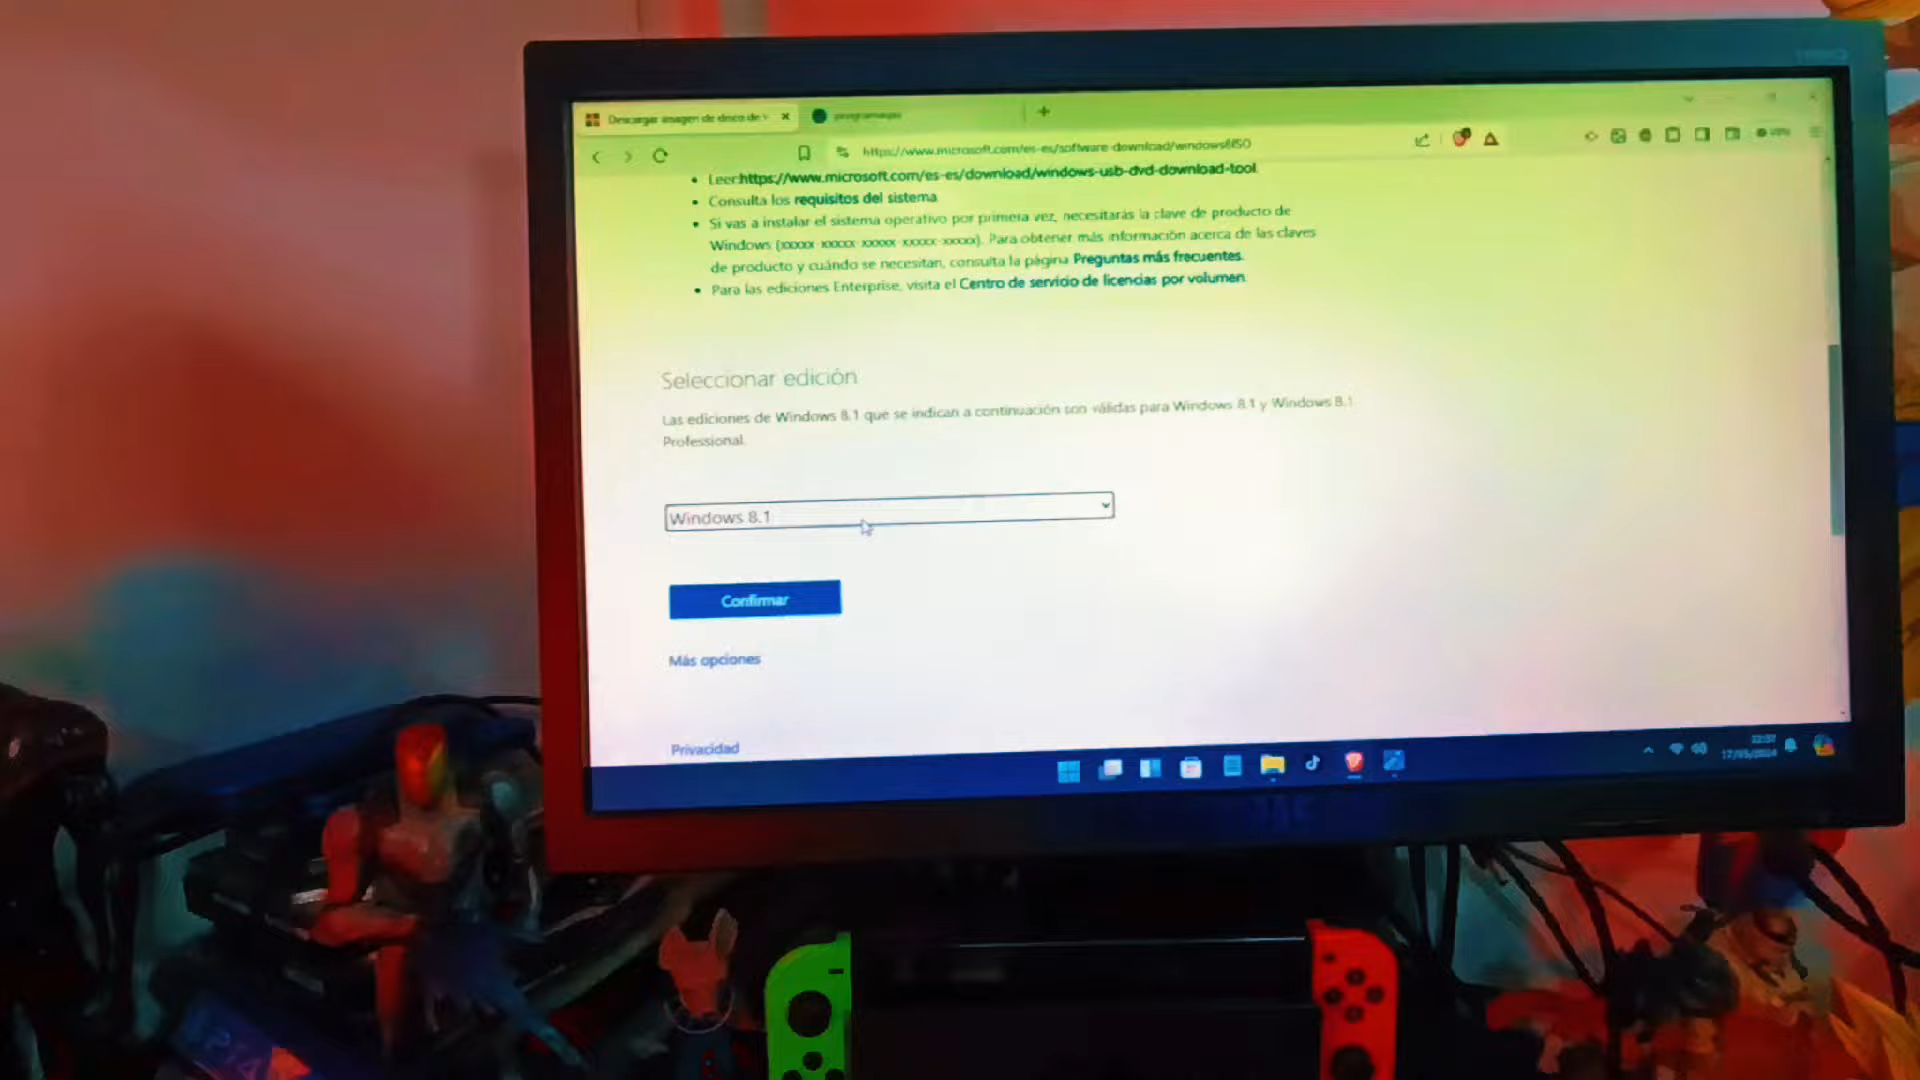 Descargar imagen de disco de
https://www.microsoft.com/es-es/software-download/windows8ISO
Leer:https://www.microsoft.com/es-es/download/windows-usb-dvd-download-tool.
Consulta los requisitos del sistema.
Si vas a instalar el sistema operativo por primera vez, necesitarás la clave de producto de
Windows (xxxxx-xxxxx-xxxxx-xxxxx-xxxxx). Para obtener más información acerca de las claves
de producto y cuándo se necesitan, consulta la página Preguntas más frecuentes.
Para las ediciones Enterprise, visita el Centro de servicio de licencias por volumen.
Seleccionar edición
Las ediciones de Windows 8.1 que se indican a continuación son válidas para Windows 8.1 y Windows 8.1
Professional.
Windows 8.1
Confirmar
Más opciones
Privacidad
22:37
17/05/2024